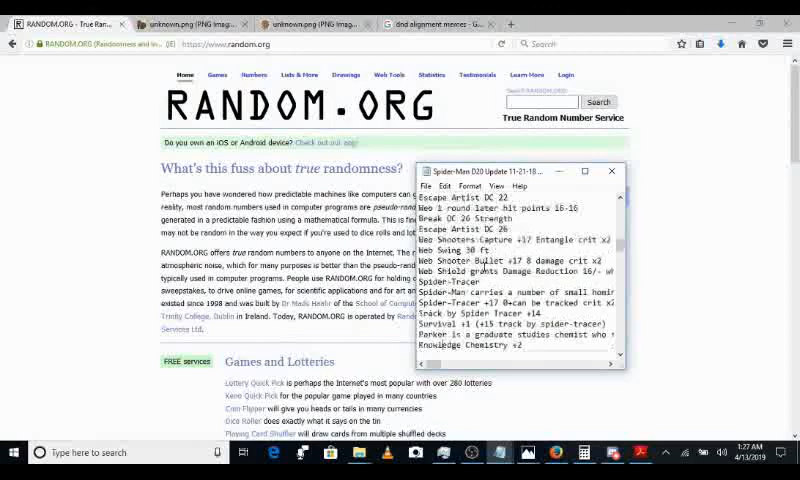 RANDOM.ORG - True Ran...
unknown.png (PNG Imag...
unknown.png (PNG Imag...
dnd alignment memes - G...
RANDOM.ORG (Randomness and In
https://www.random.org
Search
Home Games Numbers Lists & More Drawings Web Tools Statistics Testimonials Learn More Login
RANDOM.ORG
Search RANDOM.ORG
Search
True Random Number Service
Do you own an iOS or Android device? Check out our app!
What's this fuss about true randomness?
Perhaps you have wondered how predictable machines like computers can g
reality, most random numbers used in computer programs are pseudo-rand
generated in a predictable fashion using a mathematical formula. This is fin
may not be random in the way you expect if you're used to dice rolls and lot
RANDOM.ORG offers true random numbers to anyone on the Internet. The
atmospheric noise, which for many purposes is better than the pseudo-rand
typically used in computer programs. People use RANDOM.ORG for holding
sweepstakes, to drive online games, for scientific applications and for art an
existed since 1998 and was built by Dr Mads Haahr of the School of Comput
Trinity College, Dublin in Ireland. Today, RANDOM.ORG is operated by Rand
Services Ltd.
FREE services
Games and Lotteries
Lottery Quick Pick is perhaps the Internet's most popular with over 280 lotteries
Keno Quick Pick for the popular game played in many countries
Coin Flipper will give you heads or tails in many currencies
Dice Roller does exactly what it says on the tin
Playing Card Shuffler will draw cards from multiple shuffled decks
Spider-Man D20 Update 11-21-18 ...
File Edit Format View Help
Escape Artist DC 22
Web 1 round later hit points 16-16
Break DC 26 Strength
Escape Artist DC 26
Web Shooters Capture +17 Entangle crit x2
Web Swing 30 ft
Web Shooter Bullet +17 8 damage crit x2
Web Shield grants Damage Reduction 16/- wh
Spider-Tracer
Spider-Man carries a number of small homin
Spider-Tracer +17 0+can be tracked crit x2
Track by Spider Tracer +14
Survival +1 (+15 track by spider-tracer)
Parker is a graduate studies chemist who
Knowledge Chemistry +2
Type here to search
1:27 AM
4/13/2019